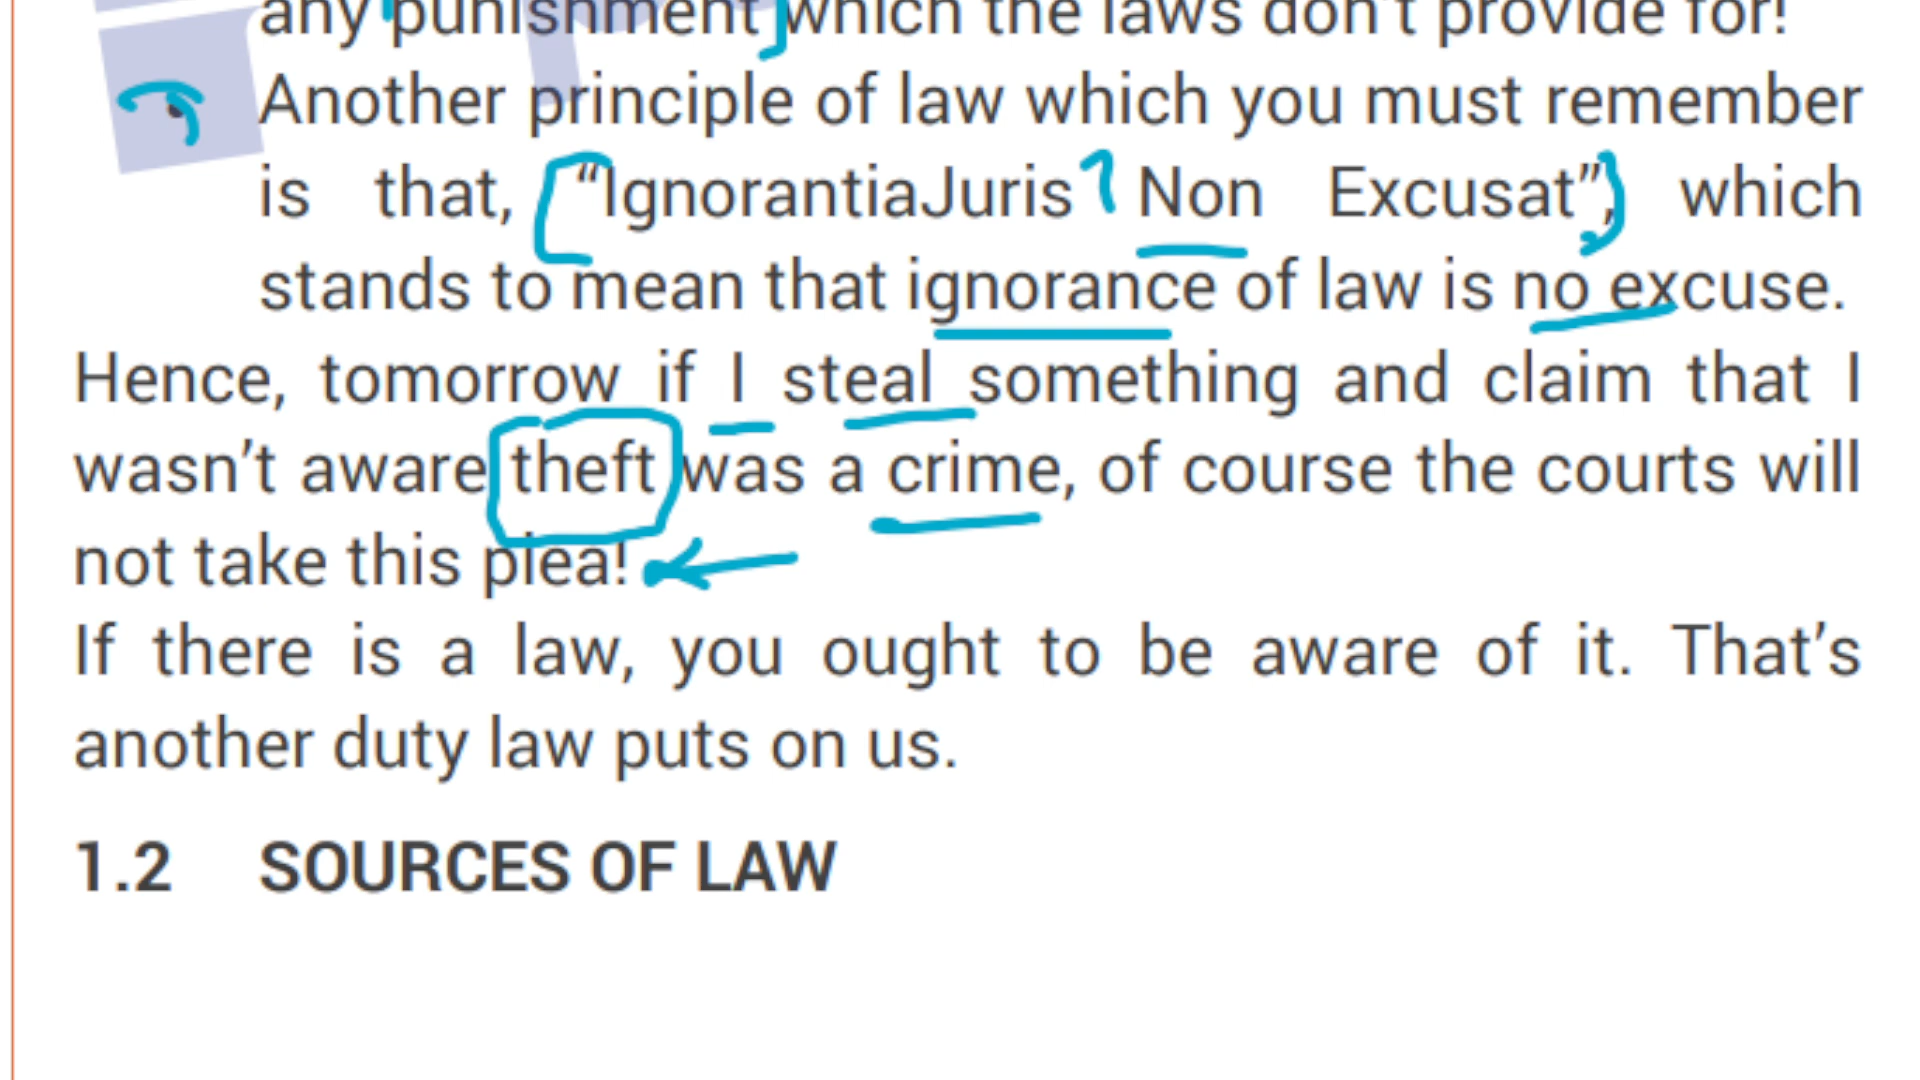 any punishment which the laws don't provide for!
Another principle of law which you must remember
is that, “IgnorantiaJuris Non Excusat”, which
stands to mean that ignorance of law is no excuse.
Hence, tomorrow if I steal something and claim that I
wasn’t aware theft was a crime, of course the courts will
not take this plea!
If there is a law, you ought to be aware of it. That’s
another duty law puts on us.
1.2 SOURCES OF LAW